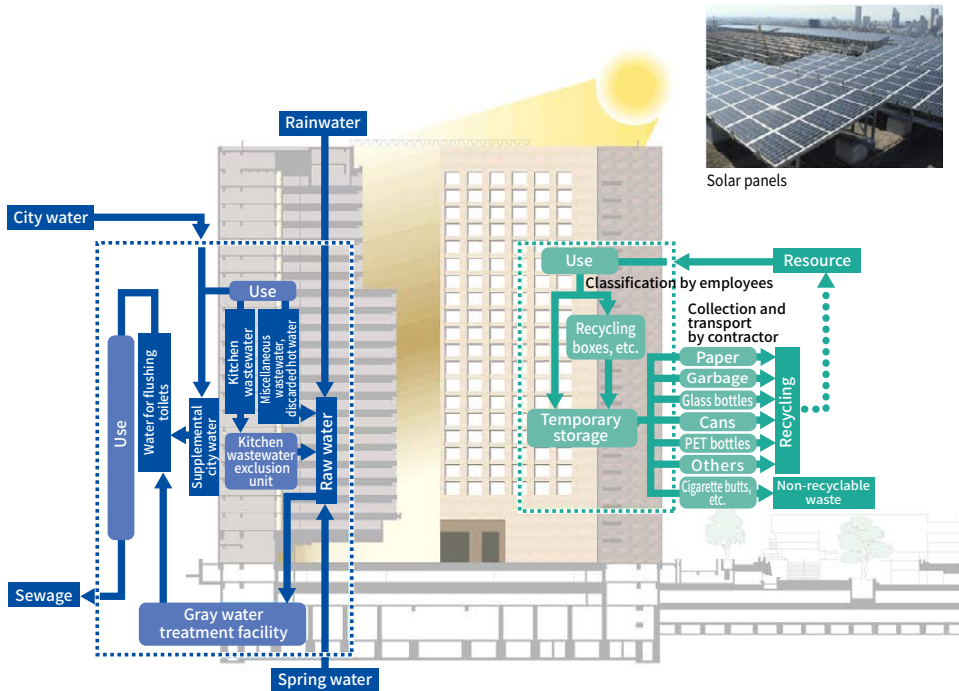 Solar panels
Rainwater
City water
Use
Kitchen
wastewater
Miscellaneous
wastewater,
discarded hot water
Use
Water for flushing
toilets
Supplemental
city water
Kitchen
wastewater
exclusion
unit
Raw water
Sewage
Gray water
treatment facility
Spring water
Use
Classification by employees
Resource
Recycling
boxes, etc.
Temporary
storage
Collection and
transport
by contractor
Paper
Garbage
Glass bottles
Cans
PET bottles
Others
Cigarette butts,
etc.
Recycling
Non-recyclable
waste